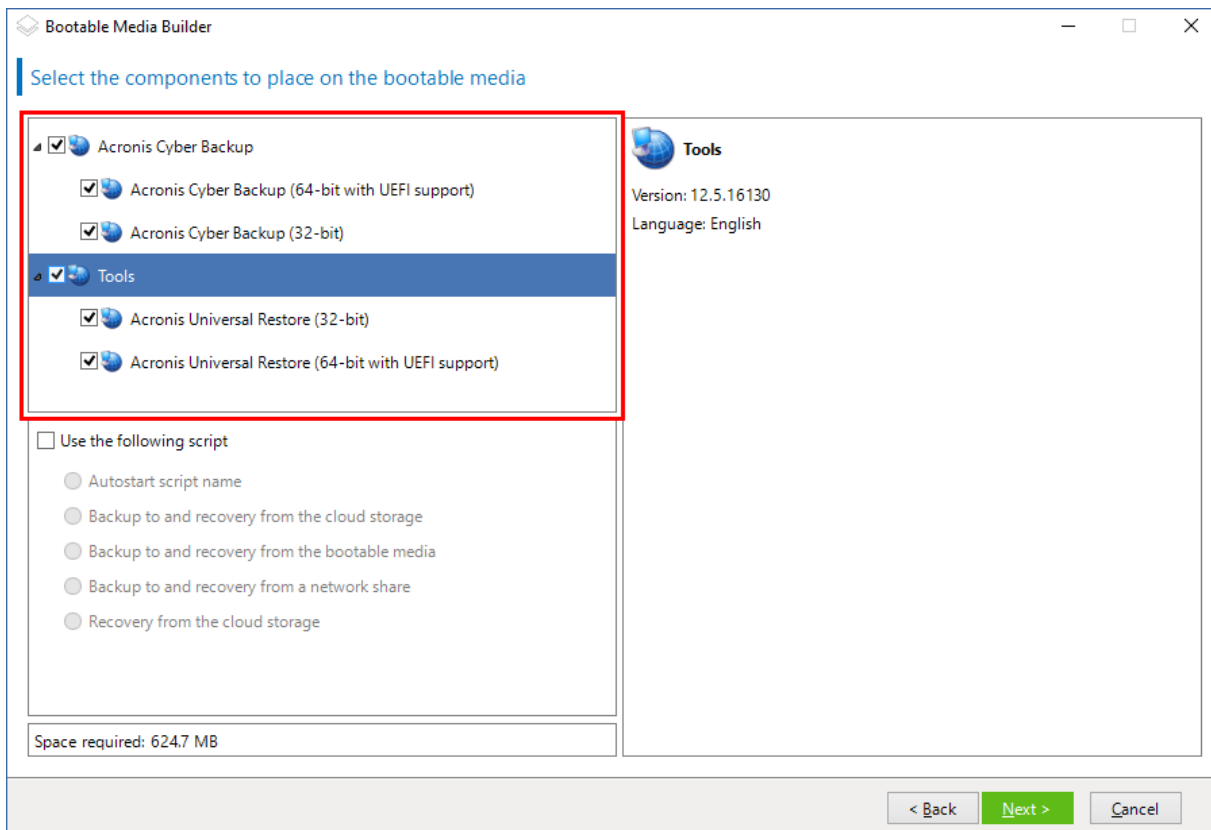 Bootable Media Builder
Select the components to place on the bootable media
Acronis Cyber Backup
Acronis Cyber Backup (64-bit with UEFI support)
Acronis Cyber Backup (32-bit)
Tools
Acronis Universal Restore (32-bit)
Acronis Universal Restore (64-bit with UEFI support)
Use the following script
Autostart script name
Backup to and recovery from the cloud storage
Backup to and recovery from the bootable media
Backup to and recovery from a network share
Recovery from the cloud storage
Space required: 624.7 MB
Tools
Version: 12.5.16130
Language: English
< Back
Next >
Cancel